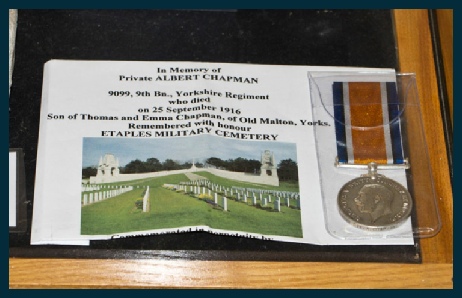 In Memory of
Private ALBERT CHAPMAN
9099, 9th Bn., Yorkshire Regiment
who died
on 25 September 1916
Son of Thomas and Emma Chapman, of Old Malton, Yorks.
Remembered with honour
ETAPLES MILITARY CEMETERY